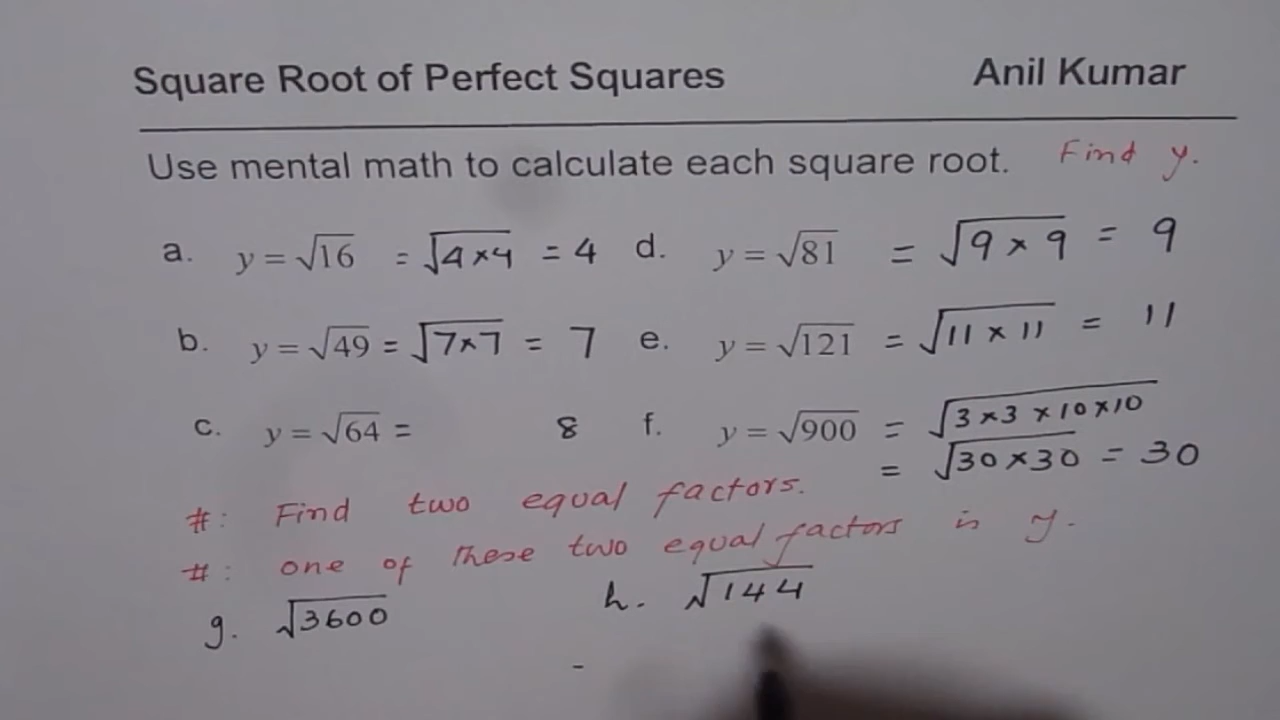 Square Root of Perfect Squares Anil Kumar
Use mental math to calculate each square root. Find y.
a. y = √16 = √4×4 = 4 d. y = √81 = √9×9 = 9
b. y = √49 = √7×7 = 7 e. y = √121 = √11×11 = 11
c. y = √64 = 8 f. y = √900 = √3×3×10×10
= √30×30 = 30
#: Find two equal factors.
#: one of these two equal factors is y.
g. √3600 h. √144
-